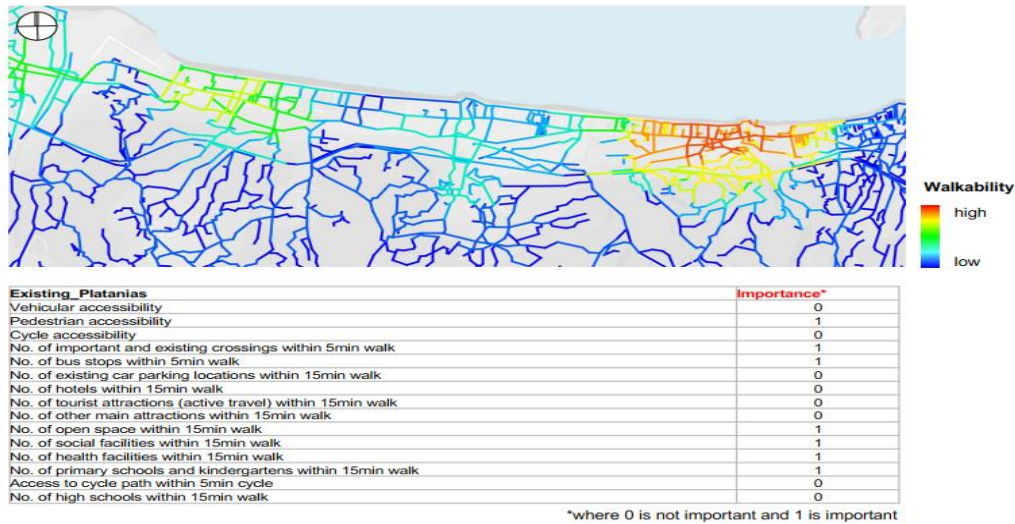 Walkability
high
low
Existing_Platanias Importance*
Vehicular accessibility 0
Pedestrian accessibility 1
Cycle accessibility 0
No. of important and existing crossings within 5min walk 1
No. of bus stops within 5min walk 1
No. of existing car parking locations within 15min walk 0
No. of hotels within 15min walk 0
No. of tourist attractions (active travel) within 15min walk 0
No. of other main attractions within 15min walk 0
No. of open space within 15min walk 1
No. of social facilities within 15min walk 1
No. of health facilities within 15min walk 1
No. of primary schools and kindergartens within 15min walk 1
Access to cycle path within 5min cycle 0
No. of high schools within 15min walk 0
*where 0 is not important and 1 is important